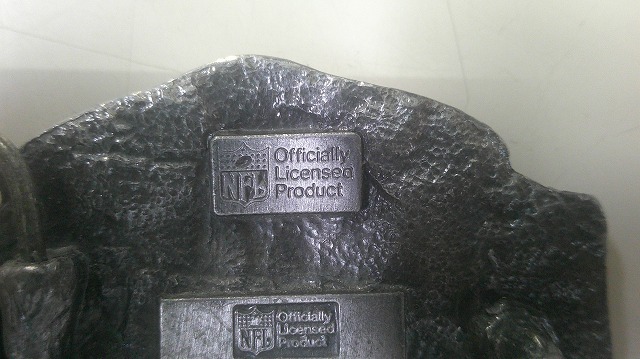 NFL
Officially
Licensed
Product
NFL
Officially
Licensed
Product